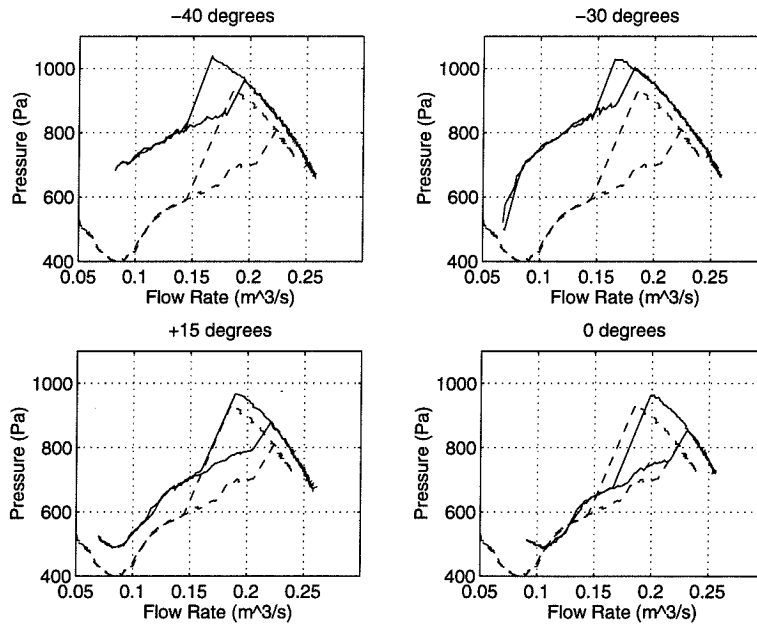 −40 degrees
1000
800
600
400
0.05 0.1 0.15 0.2 0.25
Pressure (Pa)
Flow Rate (m^3/s)
−30 degrees
1000
800
600
400
0.05 0.1 0.15 0.2 0.25
Pressure (Pa)
Flow Rate (m^3/s)
+15 degrees
1000
800
600
400
0.05 0.1 0.15 0.2 0.25
Pressure (Pa)
Flow Rate (m^3/s)
0 degrees
1000
800
600
400
0.05 0.1 0.15 0.2 0.25
Pressure (Pa)
Flow Rate (m^3/s)